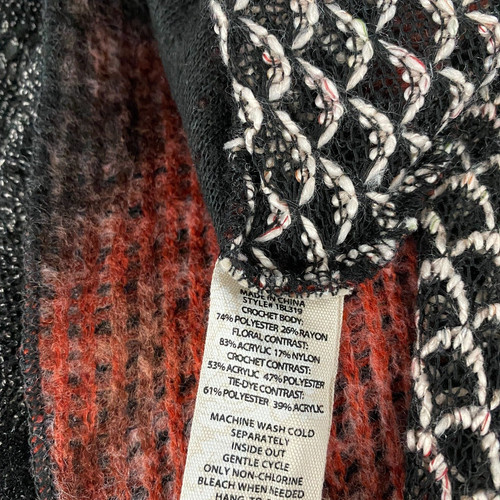 MADE IN CHINA
STYLE# 1BL319
CROCHET BODY:
74% POLYESTER 26% RAYON
FLORAL CONTRAST:
83% ACRYLIC 17% NYLON
CROCHET CONTRAST:
53% ACRYLIC 47% POLYESTER
TIE-DYE CONTRAST:
61% POLYESTER 39% ACRYLIC
MACHINE WASH COLD
SEPARATELY
INSIDE OUT
GENTLE CYCLE
ONLY NON-CHLORINE
BLEACH WHEN NEEDED